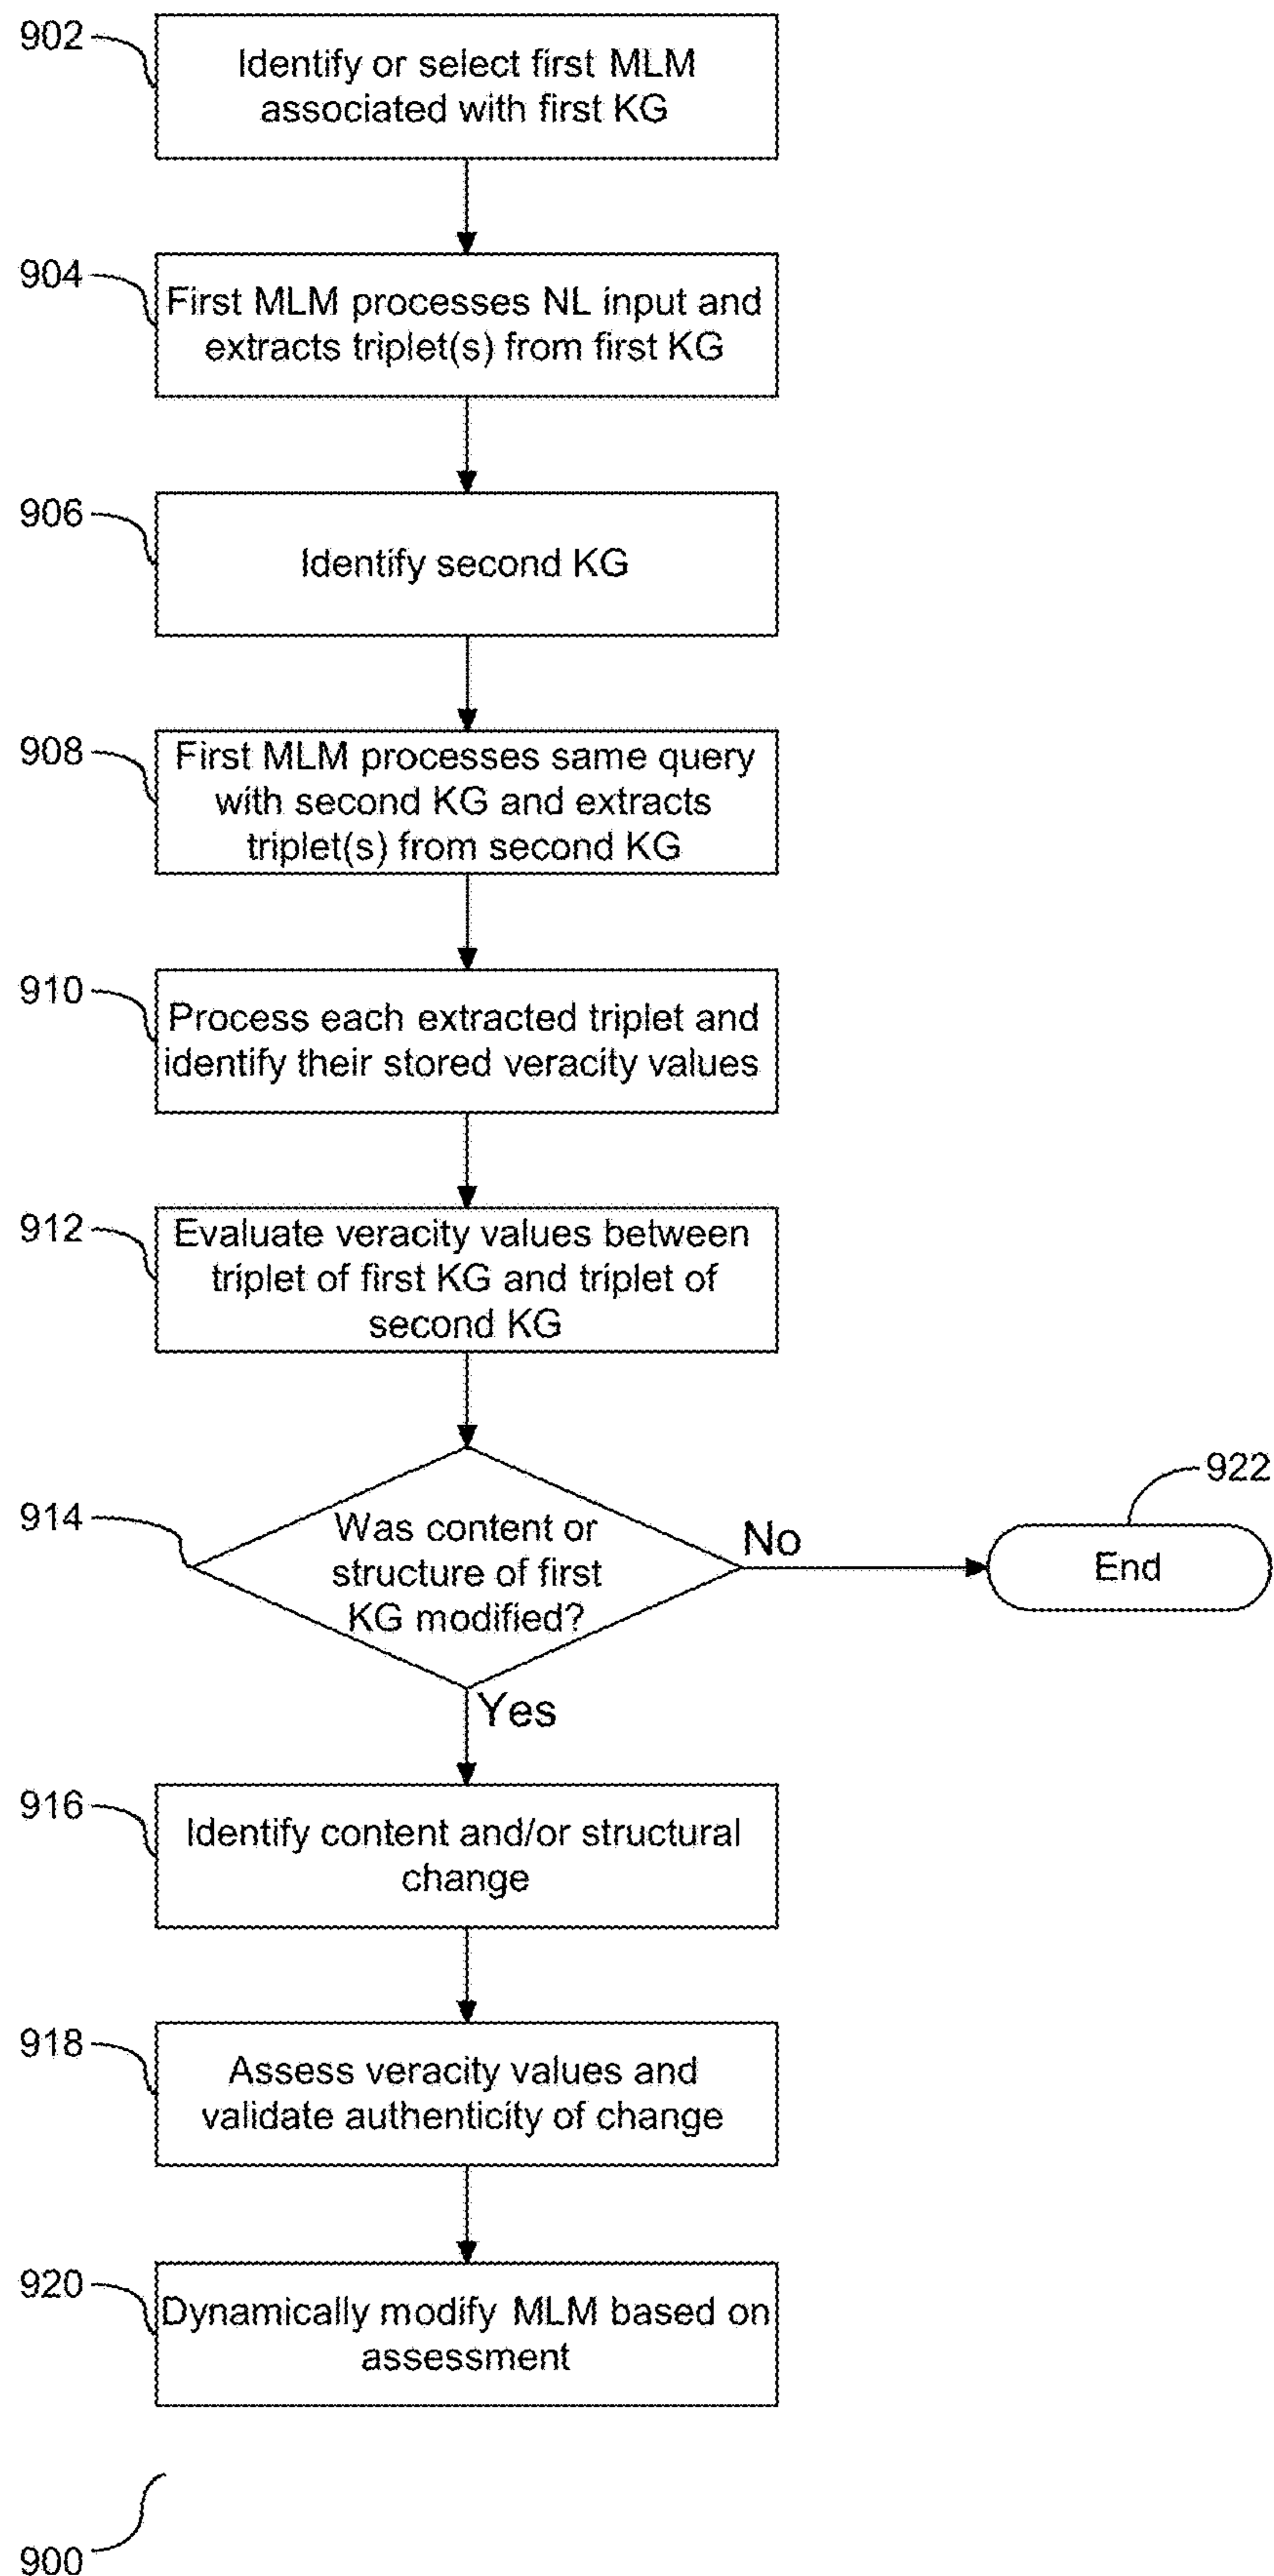 902
Identify or select first MLM
associated with first KG
904
First MLM processes NL input and
extracts triplet(s) from first KG
906
Identify second KG
908
First MLM processes same query
with second KG and extracts
triplet(s) from second KG
910
Process each extracted triplet and
identify their stored veracity values
912
Evaluate veracity values between
triplet of first KG and triplet of
second KG
914
Was content or
structure of first
KG modified?
No
922
End
Yes
916
Identify content and/or structural
change
918
Assess veracity values and
validate authenticity of change
920
Dynamically modify MLM based on
assessment
900